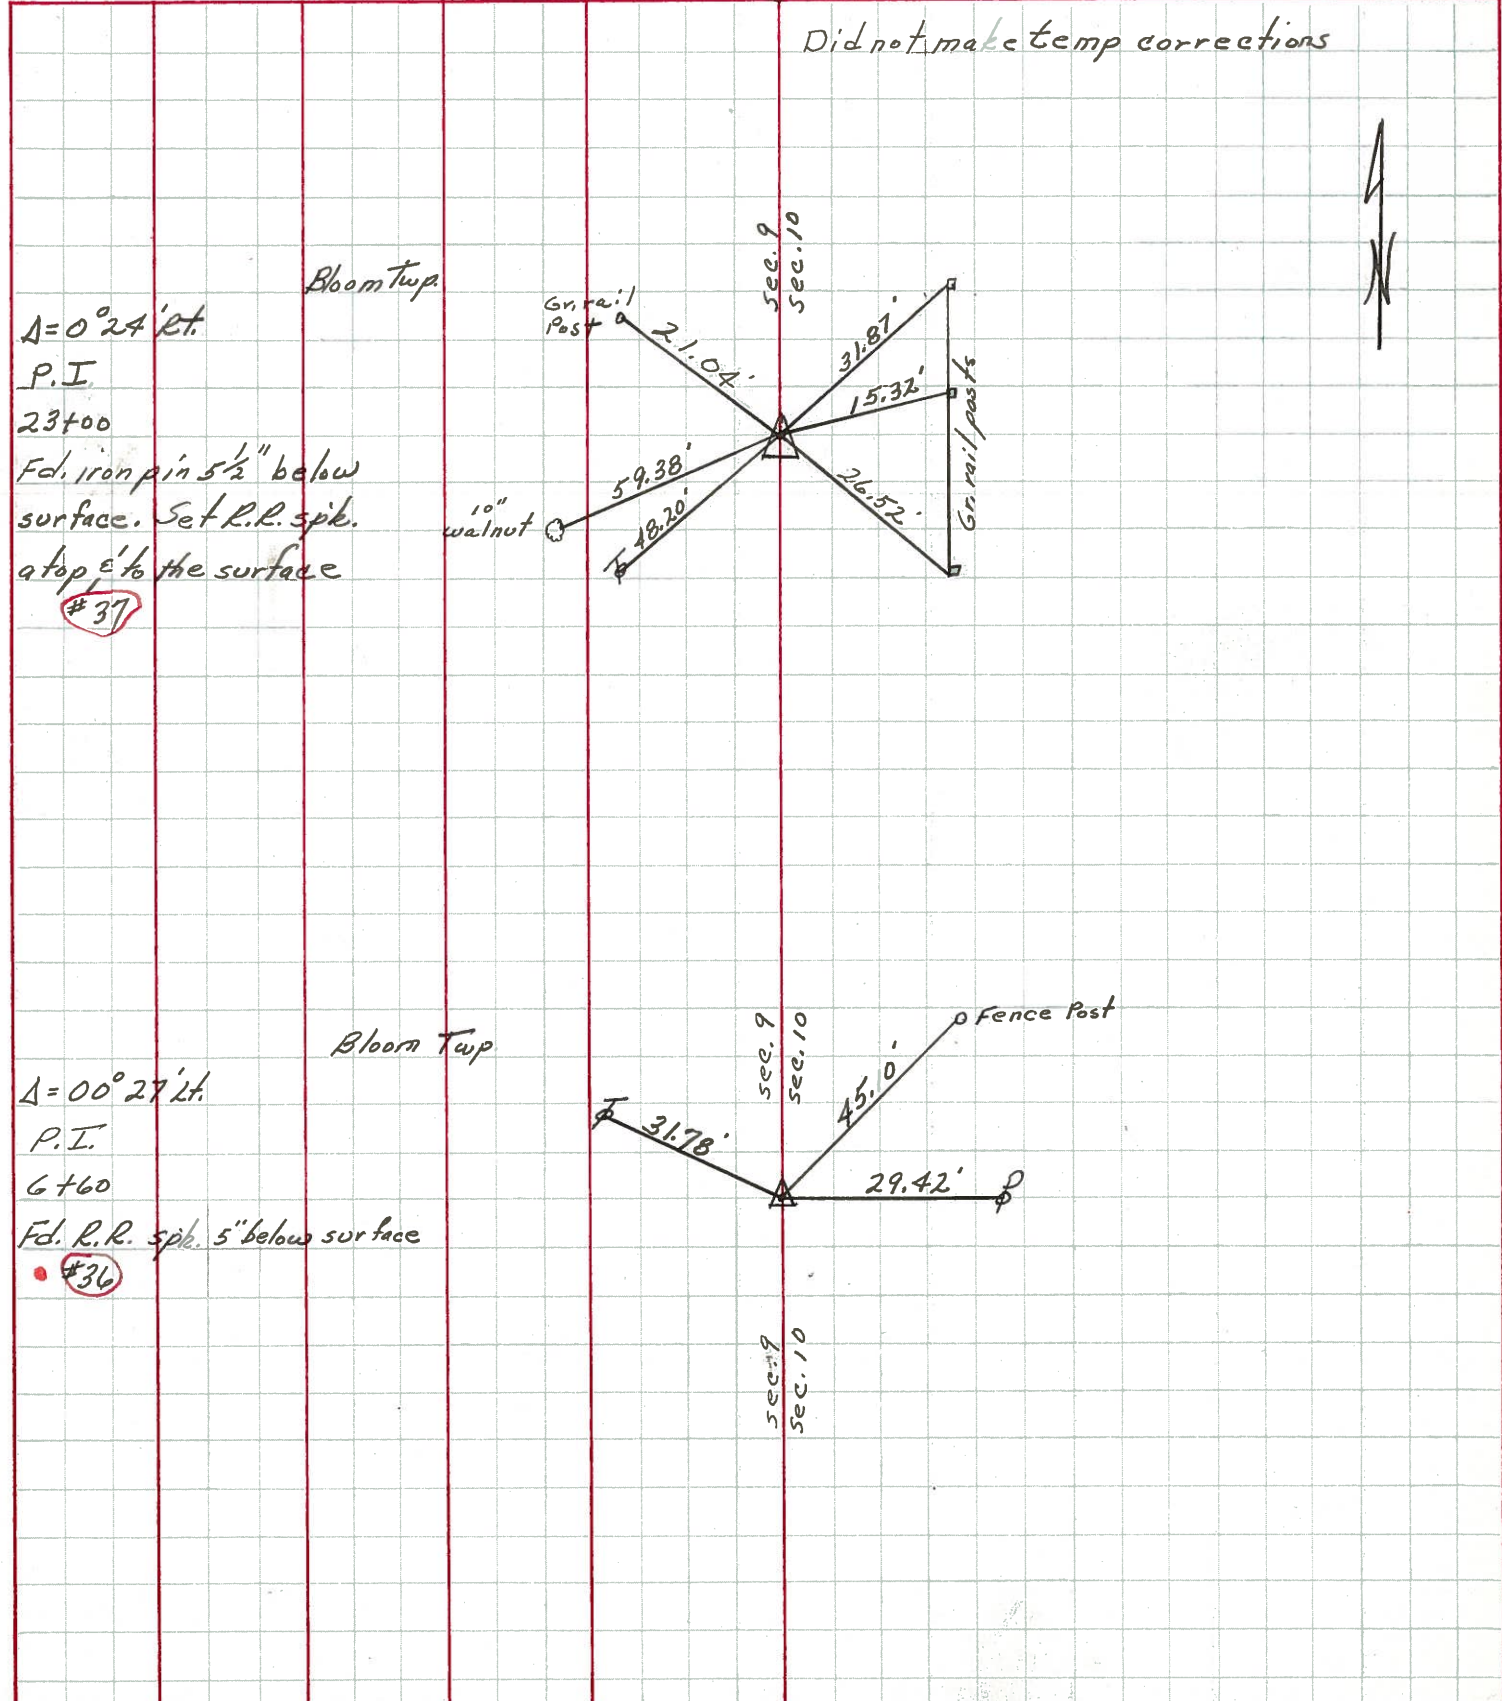 Did not make temp corrections
N
sec. 9
sec. 10
Bloom Twp.
Gr. rail
Post
Δ=0°24' Rt.
P.I
23+00
Fd. iron pin 5½" below
surface. Set R.R. spk.
atop & to the surface
#37
21.04'
31.87'
15.32'
Gr. rail posts
59.38'
48.20'
26.52'
10"
walnut
T
Bloom Twp
sec. 9
sec. 10
Fence Post
Δ=00°27' Lt.
P.I.
6+60
Fd. R.R. spk. 5" below surface
#36
T
31.78'
45.10'
29.42'
P
sec. 9
sec. 10